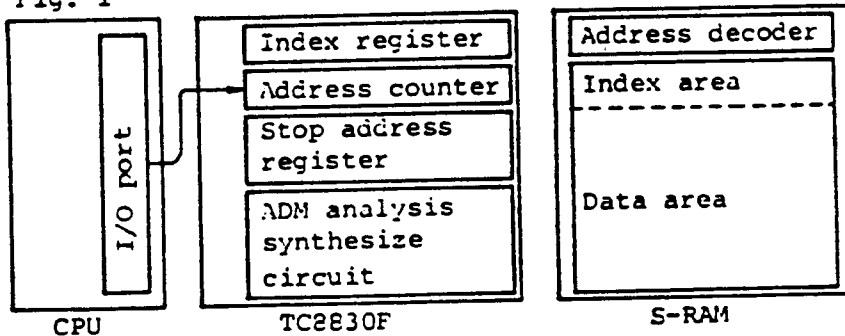 Fig. 1
I/O port
CPU
Index register
Address counter
Stop address
register
ADM analysis
synthesize
circuit
TC8830F
Address decoder
Index area
Data area
S-RAM